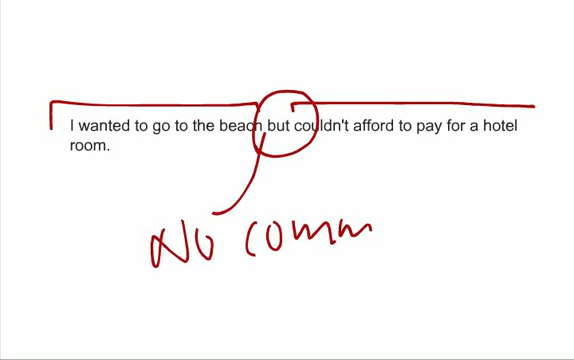 I wanted to go to the beach but couldn't afford to pay for a hotel
room.
No comm